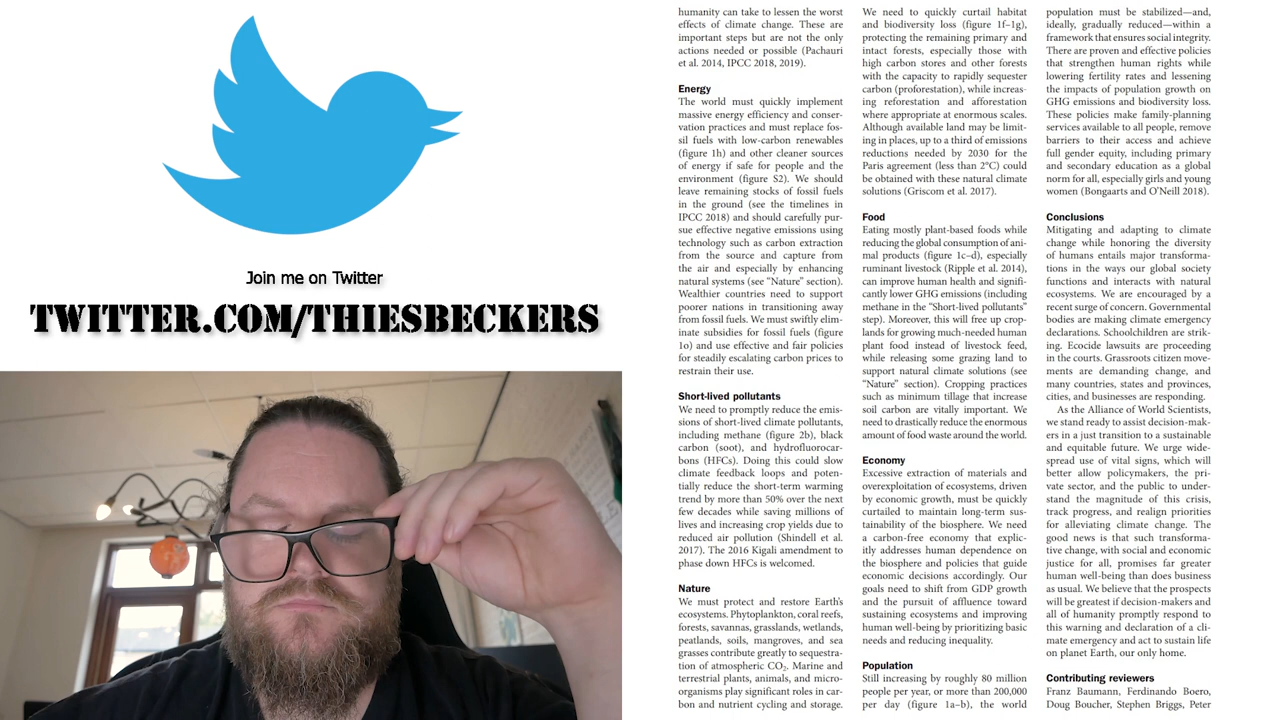 Join me on Twitter
TWITTER.COM/THIESBECKERS
humanity can take to lessen the worst
effects of climate change. These are
important steps but are not the only
actions needed or possible (Pachauri
et al. 2014, IPCC 2018, 2019).
Energy
The world must quickly implement
massive energy efficiency and conser-
vation practices and must replace fos-
sil fuels with low-carbon renewables
(figure 1h) and other cleaner sources
of energy if safe for people and the
environment (figure S2). We should
leave remaining stocks of fossil fuels
in the ground (see the timelines in
IPCC 2018) and should carefully pur-
sue effective negative emissions using
technology such as carbon extraction
from the source and capture from
the air and especially by enhancing
natural systems (see “Nature” section).
Wealthier countries need to support
poorer nations in transitioning away
from fossil fuels. We must swiftly elim-
inate subsidies for fossil fuels (figure
1o) and use effective and fair policies
for steadily escalating carbon prices to
restrain their use.
Short-lived pollutants
We need to promptly reduce the emis-
sions of short-lived climate pollutants,
including methane (figure 2b), black
carbon (soot), and hydrofluorocar-
bons (HFCs). Doing this could slow
climate feedback loops and poten-
tially reduce the short-term warming
trend by more than 50% over the next
few decades while saving millions of
lives and increasing crop yields due to
reduced air pollution (Shindell et al.
2017). The 2016 Kigali amendment to
phase down HFCs is welcomed.
Nature
We must protect and restore Earth’s
ecosystems. Phytoplankton, coral reefs,
forests, savannas, grasslands, wetlands,
peatlands, soils, mangroves, and sea
grasses contribute greatly to sequestra-
tion of atmospheric CO₂. Marine and
terrestrial plants, animals, and micro-
organisms play significant roles in car-
bon and nutrient cycling and storage.
We need to quickly curtail habitat
and biodiversity loss (figure 1f–1g),
protecting the remaining primary and
intact forests, especially those with
high carbon stores and other forests
with the capacity to rapidly sequester
carbon (proforestation), while increas-
ing reforestation and afforestation
where appropriate at enormous scales.
Although available land may be limit-
ing in places, up to a third of emissions
reductions needed by 2030 for the
Paris agreement (less than 2°C) could
be obtained with these natural climate
solutions (Griscom et al. 2017).
Food
Eating mostly plant-based foods while
reducing the global consumption of ani-
mal products (figure 1c–d), especially
ruminant livestock (Ripple et al. 2014),
can improve human health and signifi-
cantly lower GHG emissions (including
methane in the “Short-lived pollutants”
step). Moreover, this will free up crop-
lands for growing much-needed human
plant food instead of livestock feed,
while releasing some grazing land to
support natural climate solutions (see
“Nature” section). Cropping practices
such as minimum tillage that increase
soil carbon are vitally important. We
need to drastically reduce the enormous
amount of food waste around the world.
Economy
Excessive extraction of materials and
overexploitation of ecosystems, driven
by economic growth, must be quickly
curtailed to maintain long-term sus-
tainability of the biosphere. We need
a carbon-free economy that explic-
itly addresses human dependence on
the biosphere and policies that guide
economic decisions accordingly. Our
goals need to shift from GDP growth
and the pursuit of affluence toward
sustaining ecosystems and improving
human well-being by prioritizing basic
needs and reducing inequality.
Population
Still increasing by roughly 80 million
people per year, or more than 200,000
per day (figure 1a–b), the world
population must be stabilized—and,
ideally, gradually reduced—within a
framework that ensures social integrity.
There are proven and effective policies
that strengthen human rights while
lowering fertility rates and lessening
the impacts of population growth on
GHG emissions and biodiversity loss.
These policies make family-planning
services available to all people, remove
barriers to their access and achieve
full gender equity, including primary
and secondary education as a global
norm for all, especially girls and young
women (Bongaarts and O’Neill 2018).
Conclusions
Mitigating and adapting to climate
change while honoring the diversity
of humans entails major transforma-
tions in the ways our global society
functions and interacts with natural
ecosystems. We are encouraged by a
recent surge of concern. Governmental
bodies are making climate emergency
declarations. Schoolchildren are strik-
ing. Ecocide lawsuits are proceeding
in the courts. Grassroots citizen move-
ments are demanding change, and
many countries, states and provinces,
cities, and businesses are responding.
As the Alliance of World Scientists,
we stand ready to assist decision-mak-
ers in a just transition to a sustainable
and equitable future. We urge wide-
spread use of vital signs, which will
better allow policymakers, the pri-
vate sector, and the public to under-
stand the magnitude of this crisis,
track progress, and realign priorities
for alleviating climate change. The
good news is that such transforma-
tive change, with social and economic
justice for all, promises far greater
human well-being than does business
as usual. We believe that the prospects
will be greatest if decision-makers and
all of humanity promptly respond to
this warning and declaration of a cli-
mate emergency and act to sustain life
on planet Earth, our only home.
Contributing reviewers
Franz Baumann, Ferdinando Boero,
Doug Boucher, Stephen Briggs, Peter